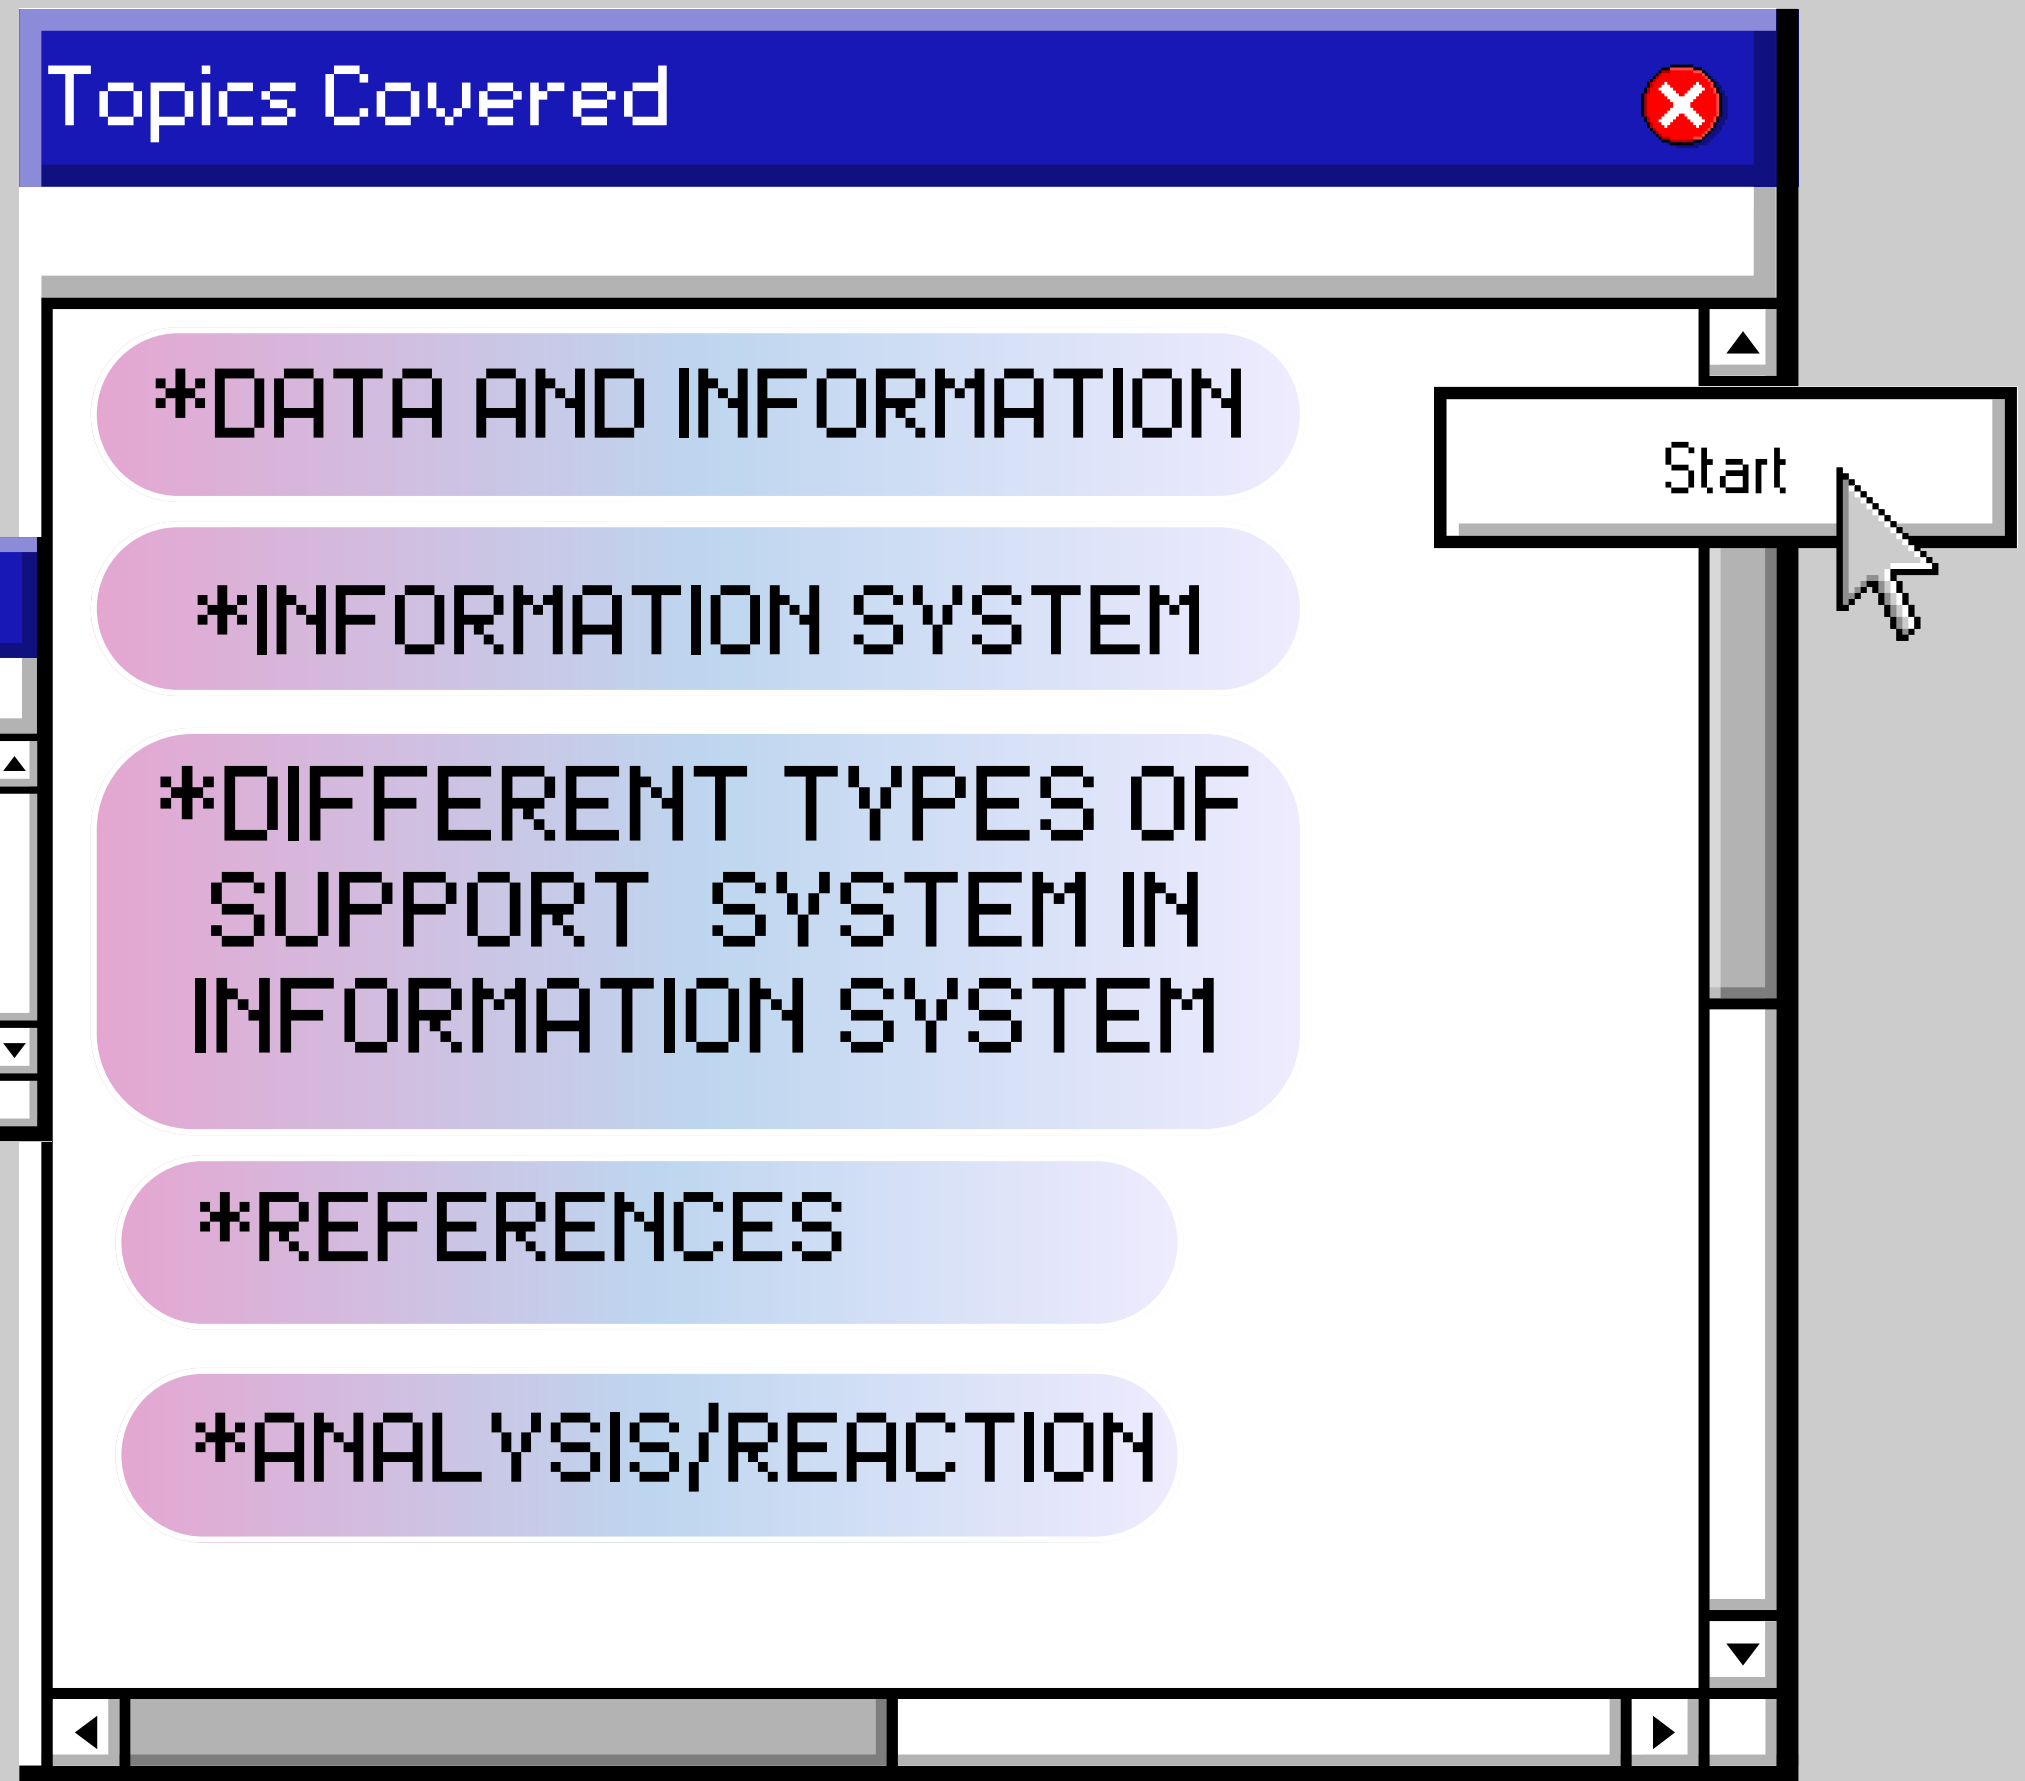 Topics Covered
*DATA AND INFORMATION
Start
*INFORMATION SYSTEM
*DIFFERENT TYPES OF
SUPPORT SYSTEM IN
INFORMATION SYSTEM
*REFERENCES
*ANALYSIS/REACTION